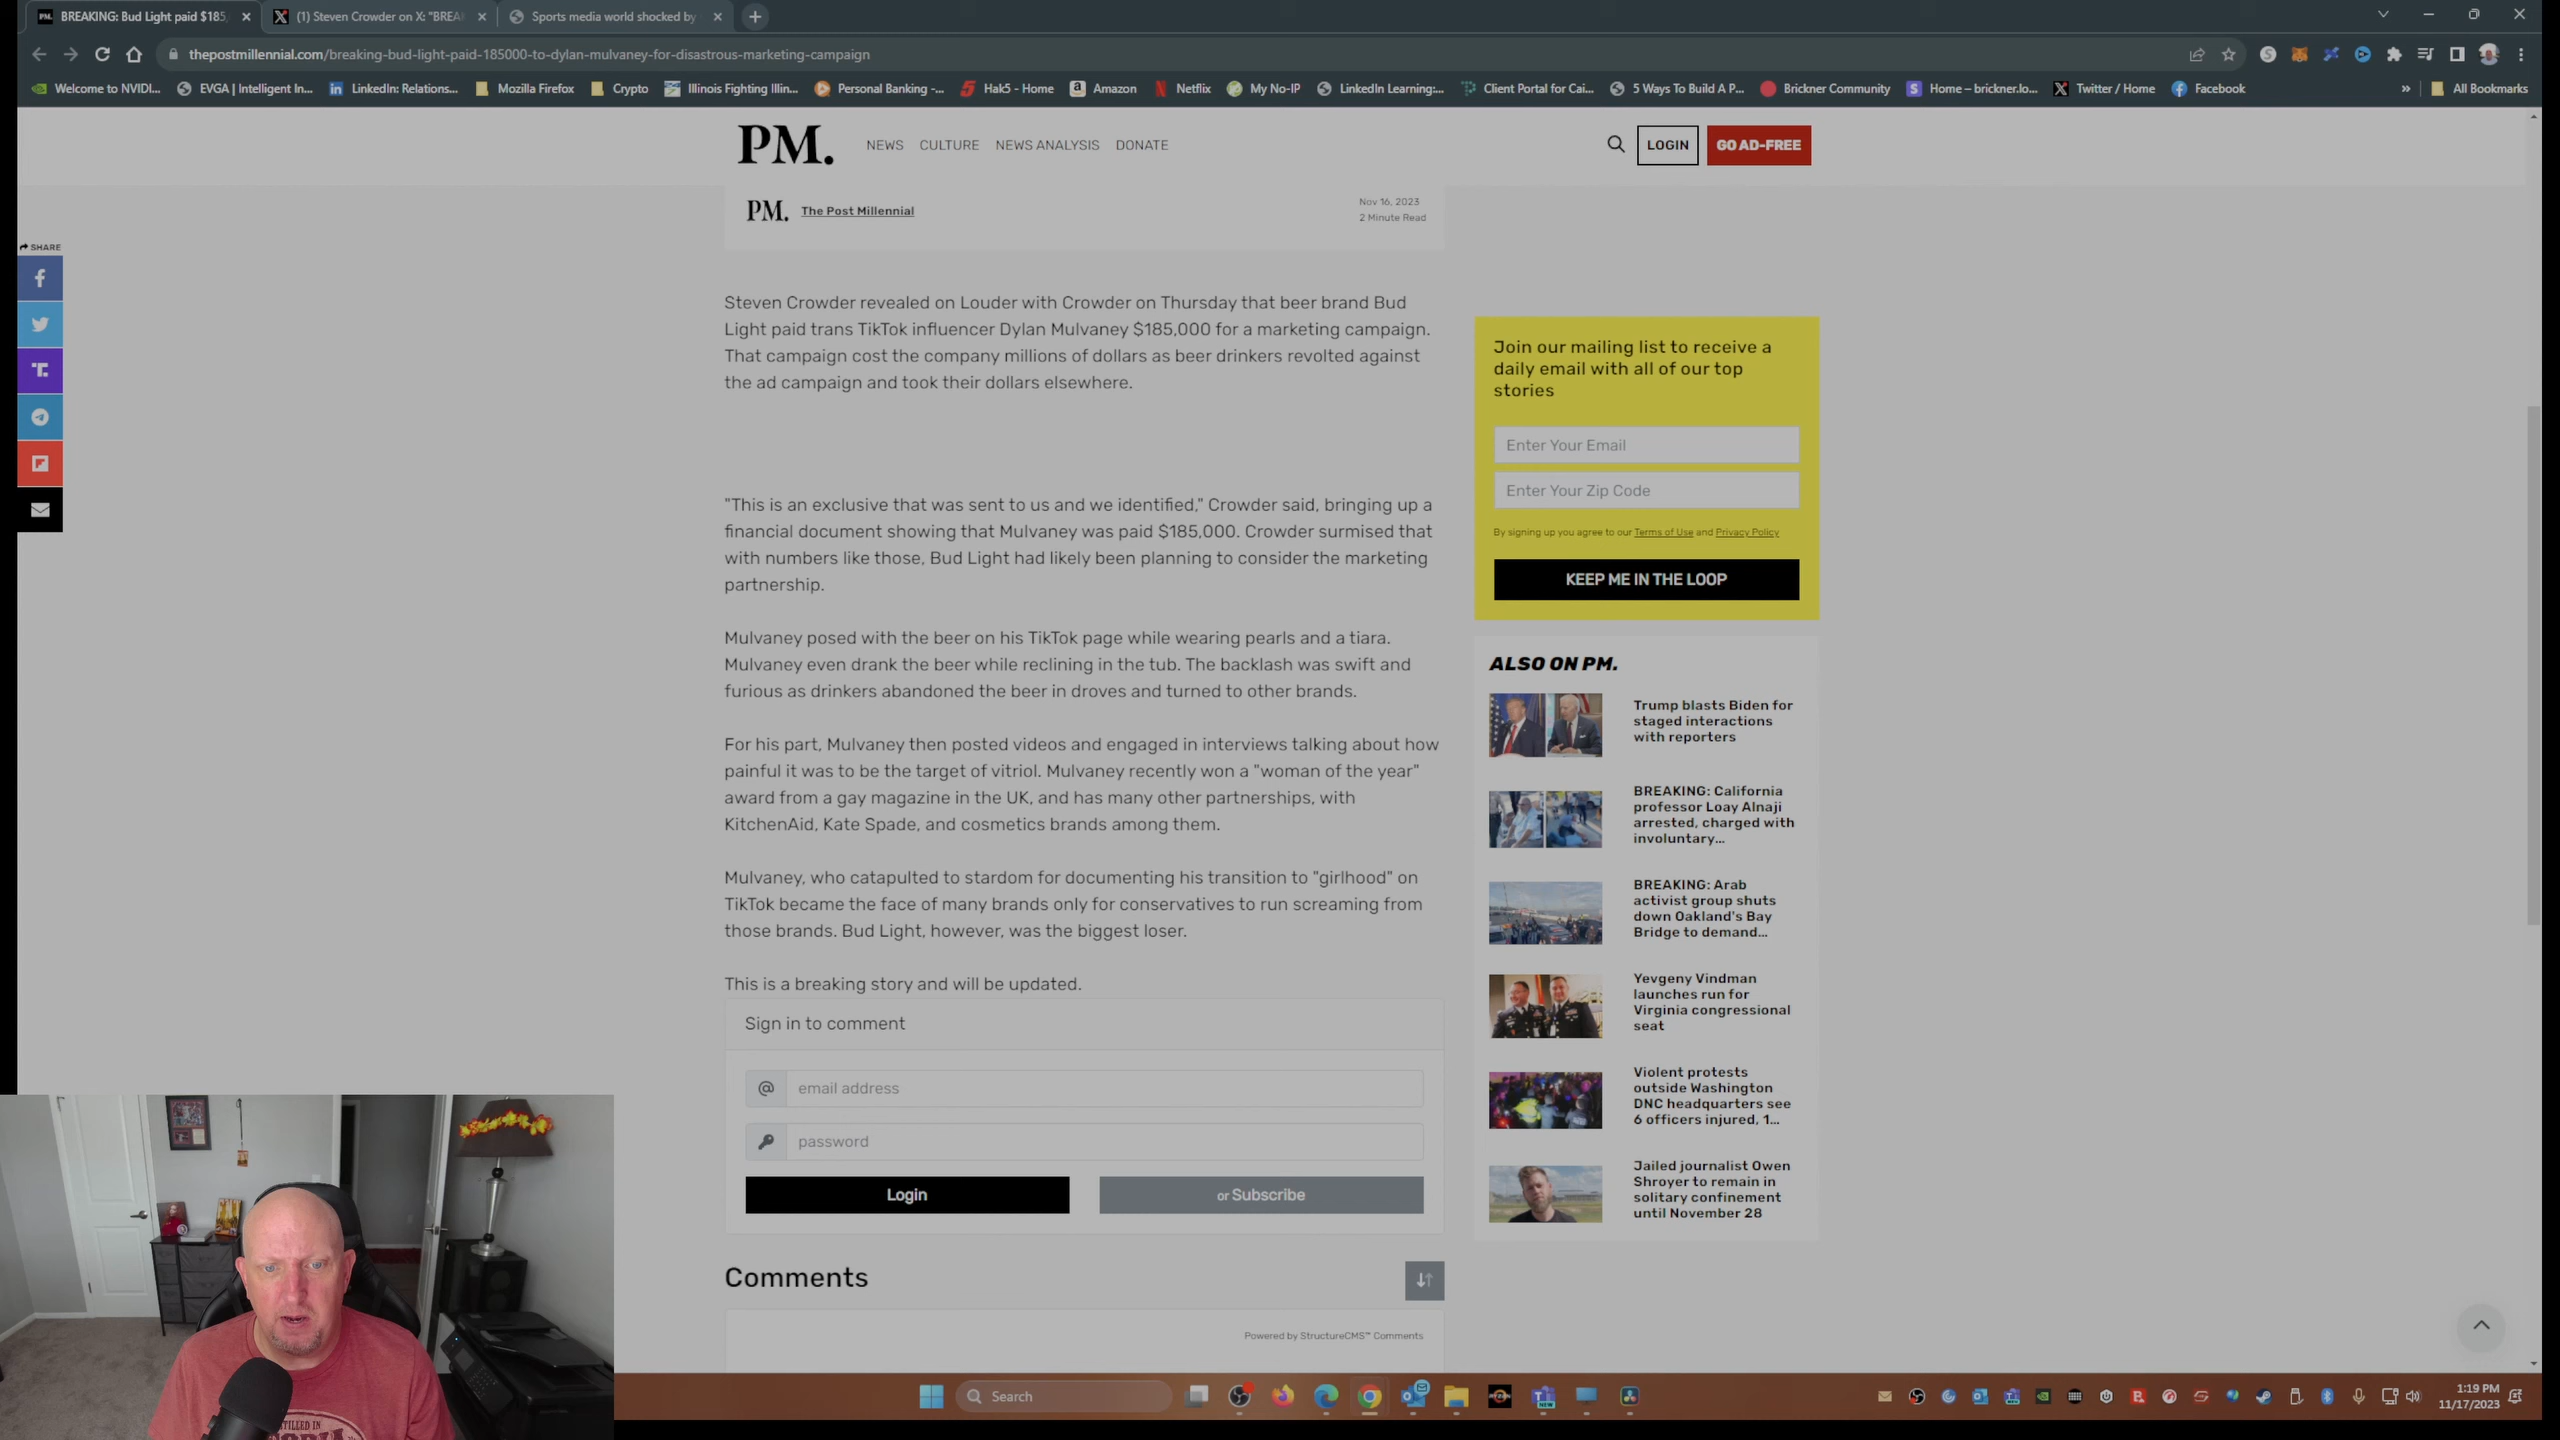 BREAKING: Bud Light paid $185,
(1) Steven Crowder on X: "BREA
Sports media world shocked by
thepostmillennial.com/breaking-bud-light-paid-185000-to-dylan-mulvaney-for-disastrous-marketing-campaign
Welcome to NVIDI...
EVGA | Intelligent In...
LinkedIn: Relations...
Mozilla Firefox
Crypto
Illinois Fighting Illin...
Personal Banking -...
Hak5 - Home
Amazon
Netflix
My No-IP
LinkedIn Learning:...
Client Portal for Cai...
5 Ways To Build A P...
Brickner Community
Home – brickner.lo...
Twitter / Home
Facebook
»
All Bookmarks
PM.
NEWS
CULTURE
NEWS ANALYSIS
DONATE
LOGIN
GO AD-FREE
PM.
The Post Millennial
Nov 16, 2023
2 Minute Read
SHARE
Steven Crowder revealed on Louder with Crowder on Thursday that beer brand Bud
Light paid trans TikTok influencer Dylan Mulvaney $185,000 for a marketing campaign.
That campaign cost the company millions of dollars as beer drinkers revolted against
the ad campaign and took their dollars elsewhere.
"This is an exclusive that was sent to us and we identified," Crowder said, bringing up a
financial document showing that Mulvaney was paid $185,000. Crowder surmised that
with numbers like those, Bud Light had likely been planning to consider the marketing
partnership.
Mulvaney posed with the beer on his TikTok page while wearing pearls and a tiara.
Mulvaney even drank the beer while reclining in the tub. The backlash was swift and
furious as drinkers abandoned the beer in droves and turned to other brands.
For his part, Mulvaney then posted videos and engaged in interviews talking about how
painful it was to be the target of vitriol. Mulvaney recently won a "woman of the year"
award from a gay magazine in the UK, and has many other partnerships, with
KitchenAid, Kate Spade, and cosmetics brands among them.
Mulvaney, who catapulted to stardom for documenting his transition to "girlhood" on
TikTok became the face of many brands only for conservatives to run screaming from
those brands. Bud Light, however, was the biggest loser.
This is a breaking story and will be updated.
Sign in to comment
@ email address
password
Login
or Subscribe
Comments
Powered by StructureCMS™ Comments
Join our mailing list to receive a
daily email with all of our top
stories
Enter Your Email
Enter Your Zip Code
By signing up you agree to our Terms of Use and Privacy Policy
KEEP ME IN THE LOOP
ALSO ON PM.
Trump blasts Biden for
staged interactions
with reporters
BREAKING: California
professor Loay Alnaji
arrested, charged with
involuntary...
BREAKING: Arab
activist group shuts
down Oakland's Bay
Bridge to demand...
Yevgeny Vindman
launches run for
Virginia congressional
seat
Violent protests
outside Washington
DNC headquarters see
6 officers injured, 1...
Jailed journalist Owen
Shroyer to remain in
solitary confinement
until November 28
Search
1:19 PM
11/17/2023